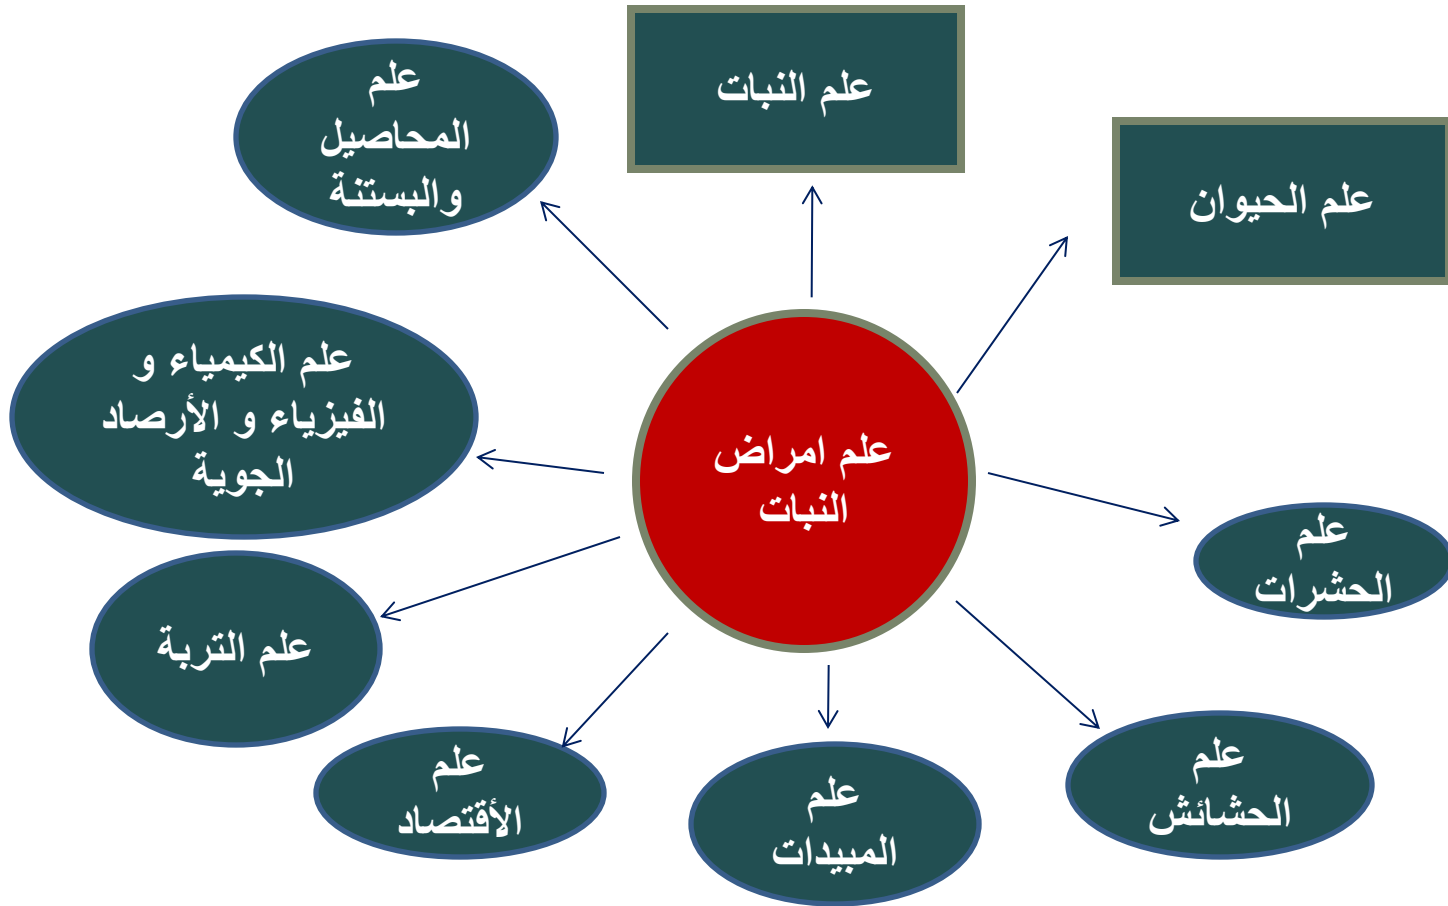 علم النبات
علم
المحاصيل
والبستنة
علم الحيوان
علم الكيمياء و
الفيزياء و الأرصاد
الجوية
علم امراض
النبات
علم
الحشرات
علم التربة
علم
الأقتصاد
علم
المبيدات
علم
الحشائش